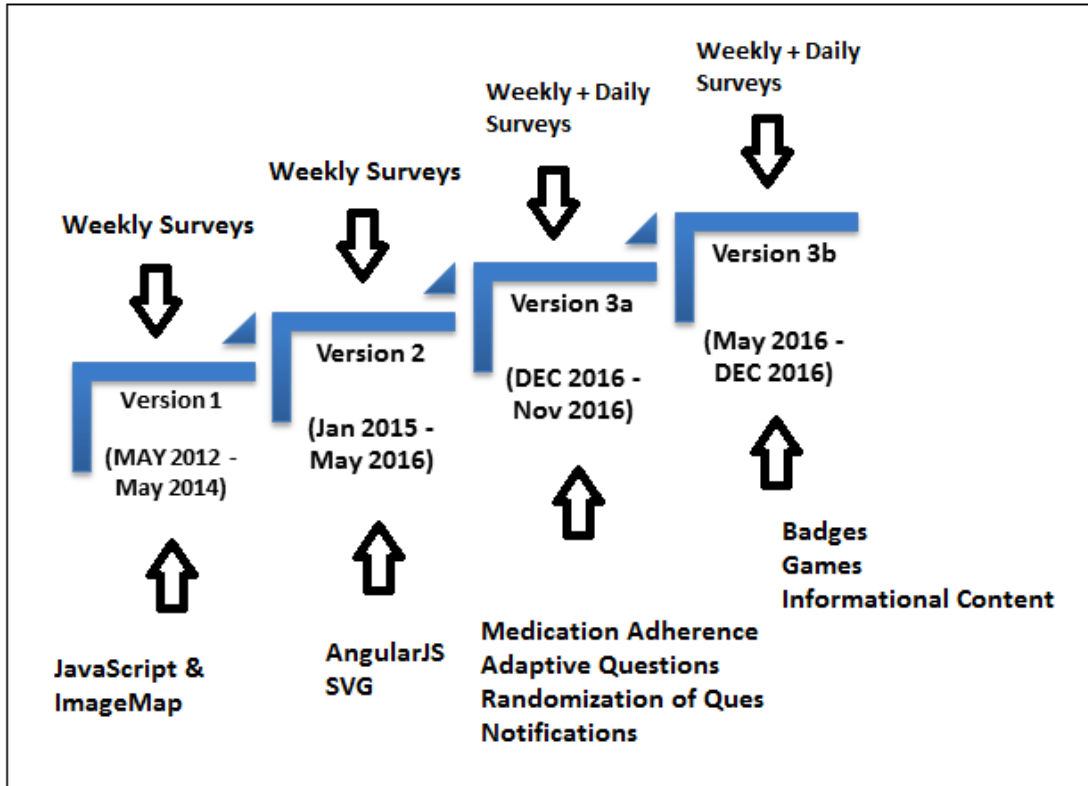 Weekly Surveys
Version 1
(MAY 2012 -
May 2014)
JavaScript &
ImageMap
Weekly Surveys
Version 2
(Jan 2015 -
May 2016)
AngularJS
SVG
Weekly + Daily
Surveys
Version 3a
(DEC 2016 -
Nov 2016)
Medication Adherence
Adaptive Questions
Randomization of Ques
Notifications
Weekly + Daily
Surveys
Version 3b
(May 2016 -
DEC 2016)
Badges
Games
Informational Content